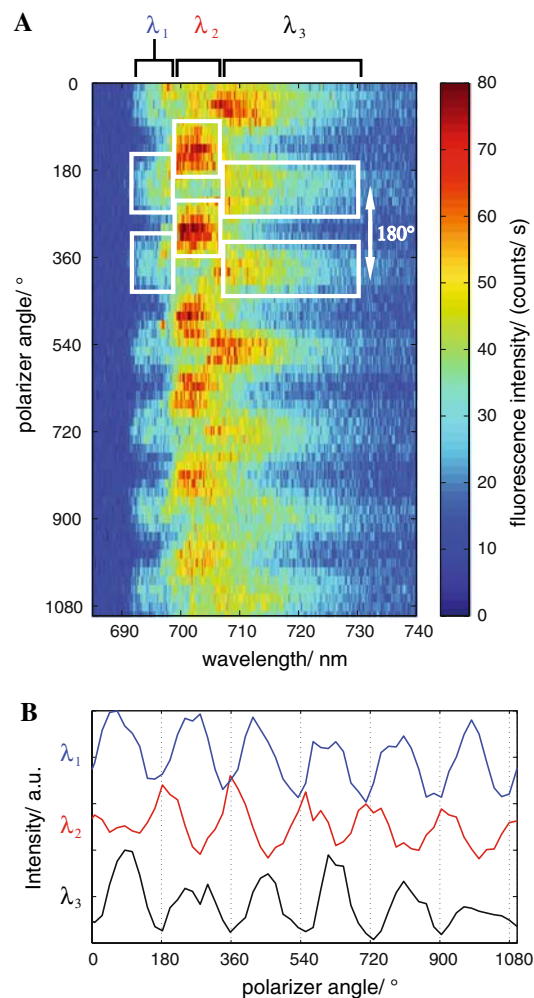 A
λ1 λ2 λ3
0
180
360
540
720
900
1080
polarizer angle/ °
180°
690 700 710 720 730 740
wavelength/ nm
80
70
60
50
40
30
20
10
0
fluorescence intensity/ (counts/ s)
B
λ1
λ2
λ3
Intensity/ a.u.
0 180 360 540 720 900 1080
polarizer angle/ °